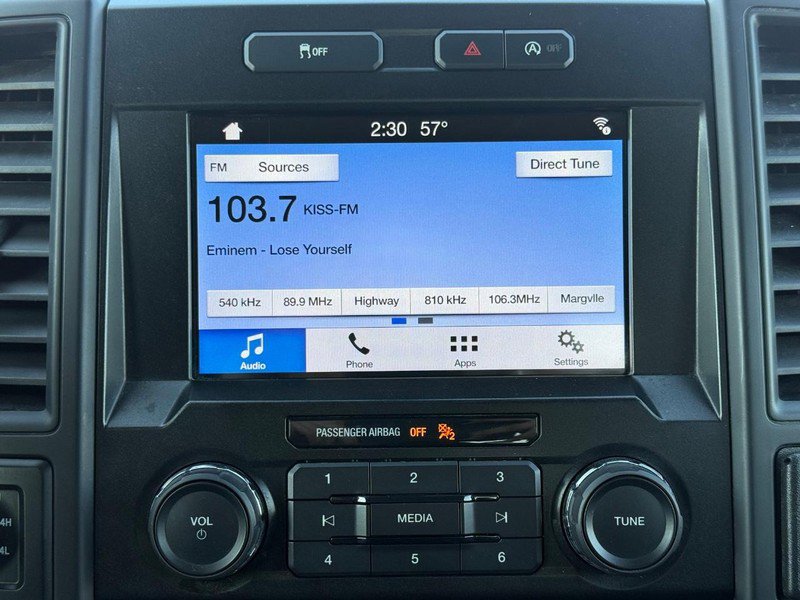 OFF
OFF
2:30 57°
FM Sources
Direct Tune
103.7 KISS-FM
Eminem - Lose Yourself
540 kHz 89.9 MHz Highway 810 kHz 106.3MHz Margvlle
Audio Phone Apps Settings
PASSENGER AIRBAG OFF 2
1 2 3
VOL
MEDIA
TUNE
4 5 6
4H
4L